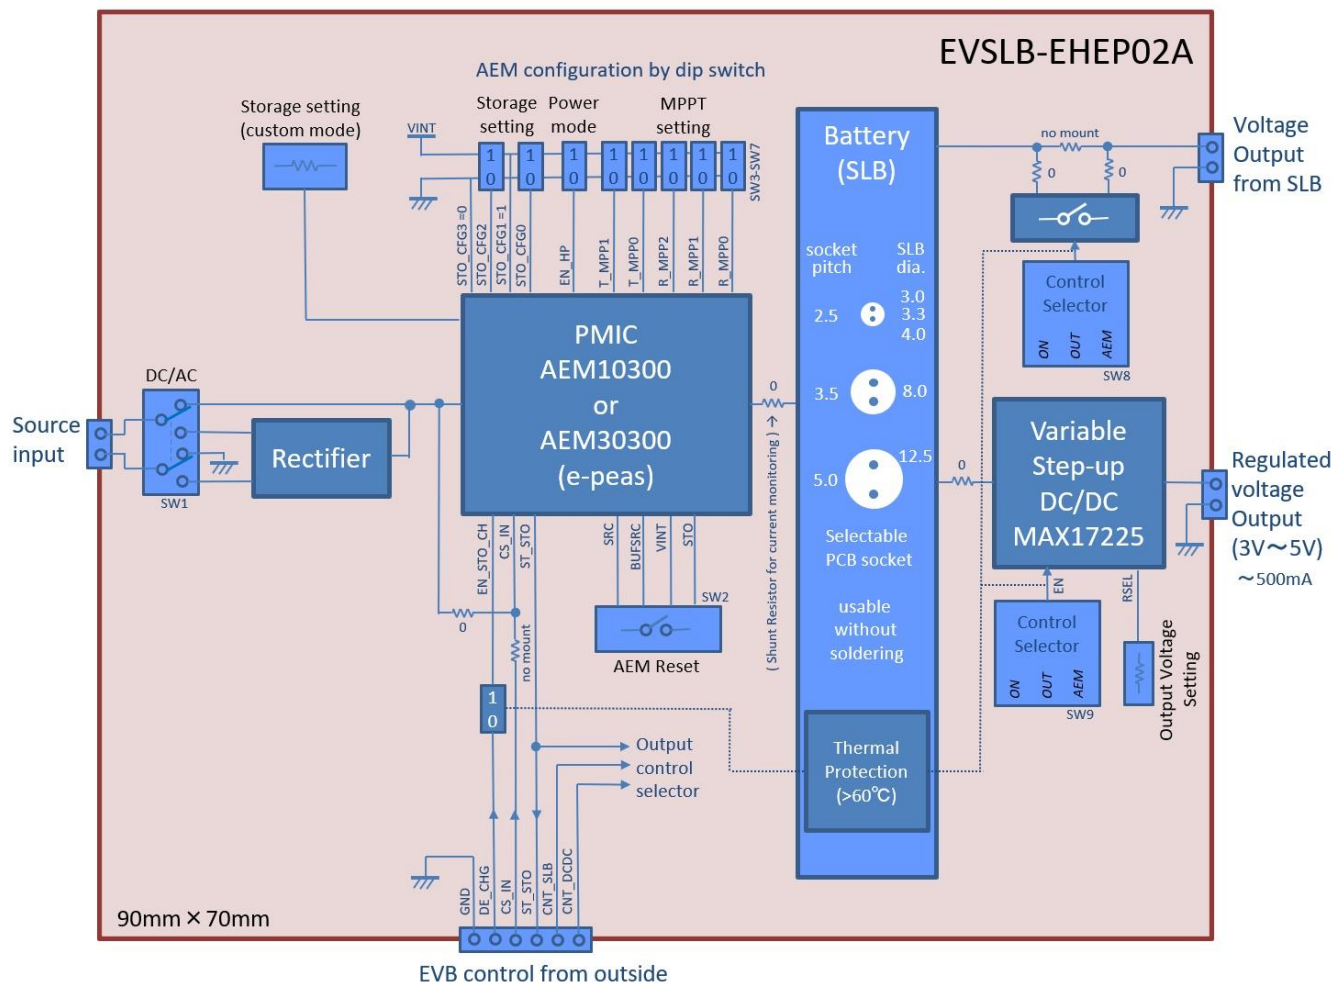 EVSLB-EHEP02A
AEM configuration by dip switch
Storage setting
(custom mode)
Storage
setting
Power
mode
MPPT
setting
VINT
1 1 1 1 1 1 1 1
0 0 0 0 0 0 0 0
SW3-SW7
STO_CFG3 =0
STO_CFG2
STO_CFG1 =1
STO_CFG0
EN_HP
T_MPP1
T_MPP0
R_MPP2
R_MPP1
R_MPP0
PMIC
AEM10300
or
AEM30300
(e-peas)
DC/AC
Source
input
SW1
Rectifier
EN_STO_CH
CS_IN
ST_STO
SRC
BUFSRC
VINT
STO
SW2
AEM Reset
0
no mount
1
0
Output
control
selector
0
( Shunt Resistor for current monitoring ) →
Battery
(SLB)
socket
pitch
SLB
dia.
2.5
3.0
3.3
4.0
3.5
8.0
5.0
12.5
Selectable
PCB socket
usable
without
soldering
Thermal
Protection
(>60℃)
no mount
0
0
Control
Selector
ON
OUT
AEM
SW8
Voltage
Output
from SLB
0
Variable
Step-up
DC/DC
MAX17225
EN
RSEL
Control
Selector
ON
OUT
AEM
SW9
Output Voltage
Setting
Regulated
voltage
Output
(3V～5V)
～500mA
GND
DE_CHG
CS_IN
ST_STO
CNT_SLB
CNT_DCDC
90mm×70mm
EVB control from outside